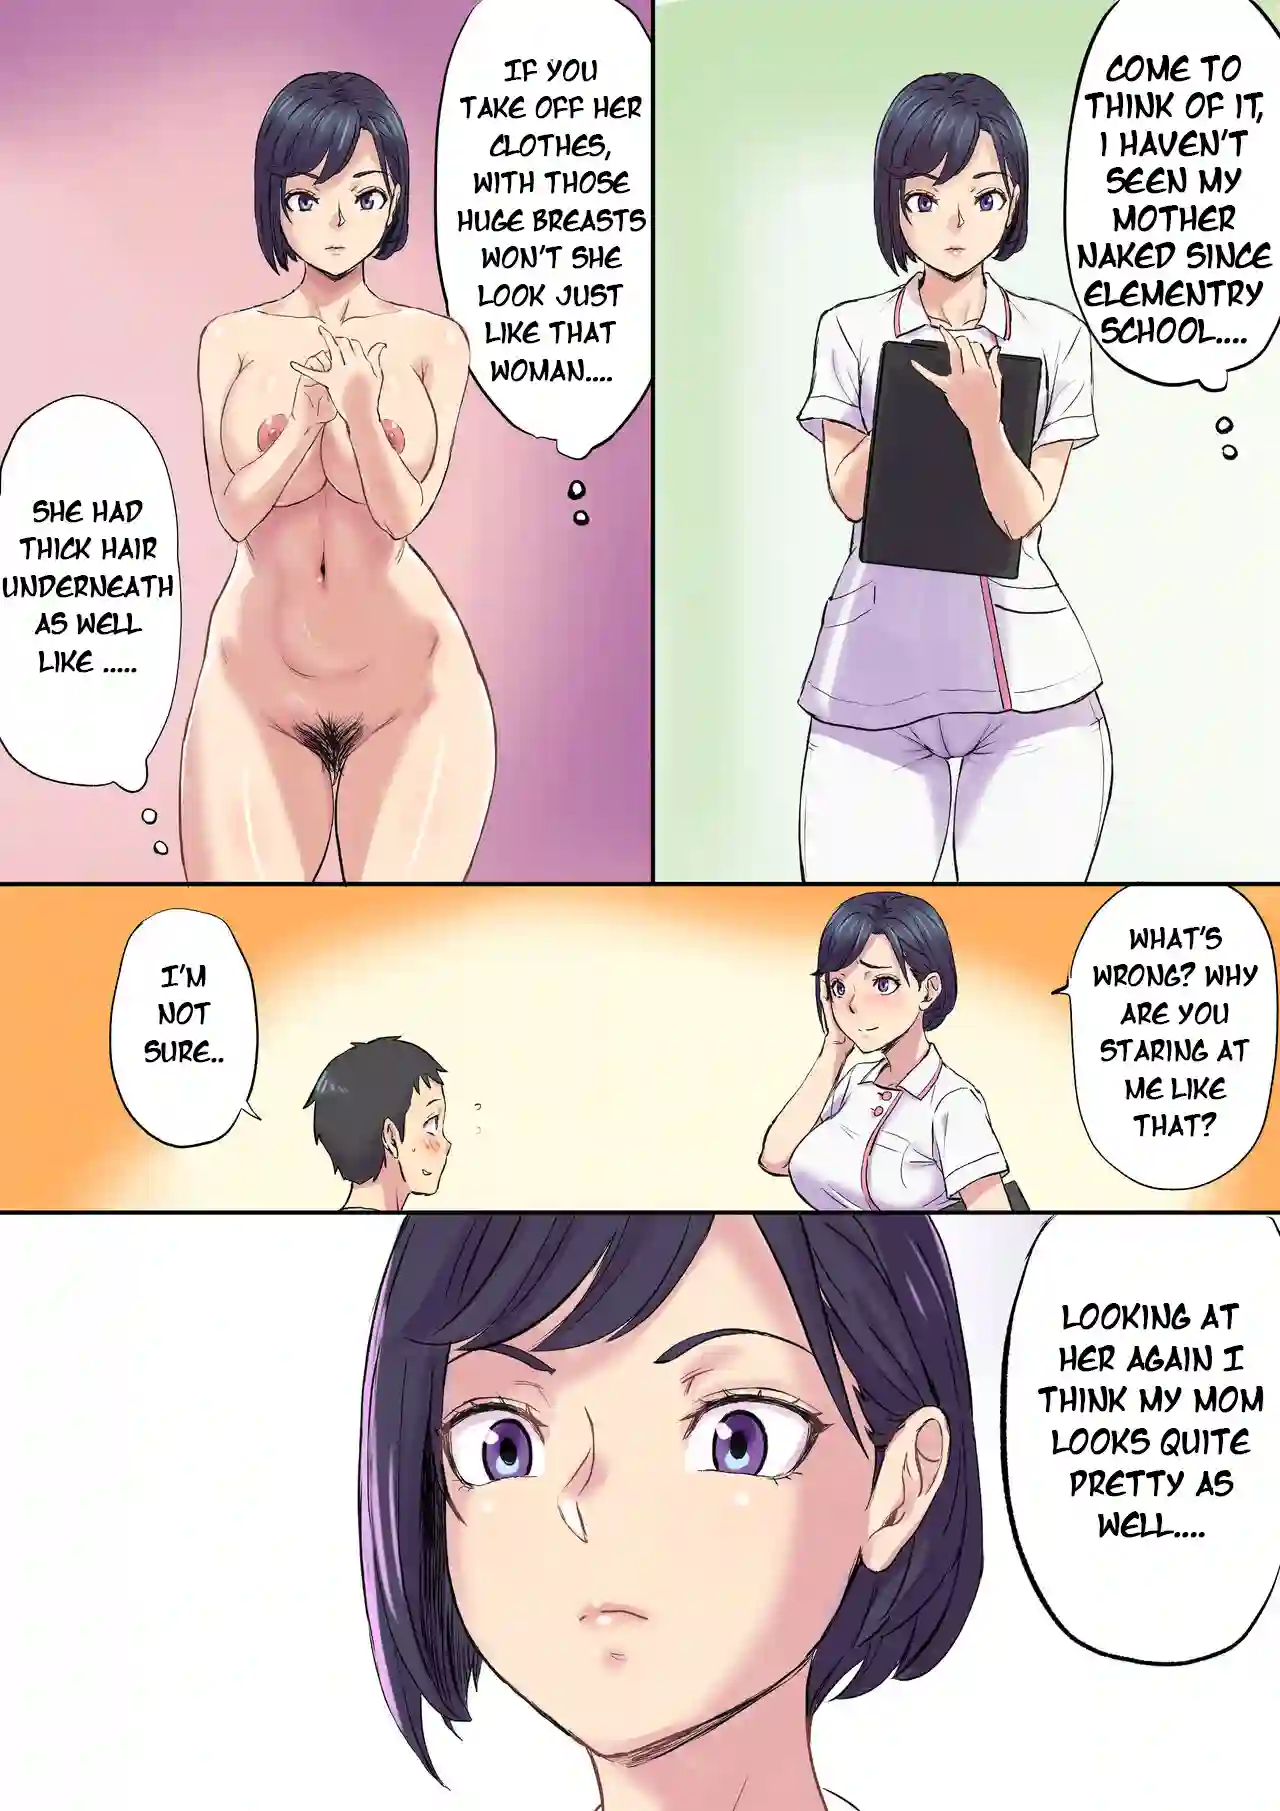 COME TO
THINK OF IT,
I HAVEN'T
SEEN MY
MOTHER
NAKED SINCE
ELEMENTRY
SCHOOL....
IF YOU
TAKE OFF HER
CLOTHES,
WITH THOSE
HUGE BREASTS
WON'T SHE
LOOK JUST
LIKE THAT
WOMAN....
SHE HAD
THICK HAIR
UNDERNEATH
AS WELL
LIKE .....
WHAT'S
WRONG? WHY
ARE YOU
STARING AT
ME LIKE
THAT?
I'M
NOT
SURE..
LOOKING AT
HER AGAIN I
THINK MY MOM
LOOKS QUITE
PRETTY AS
WELL....